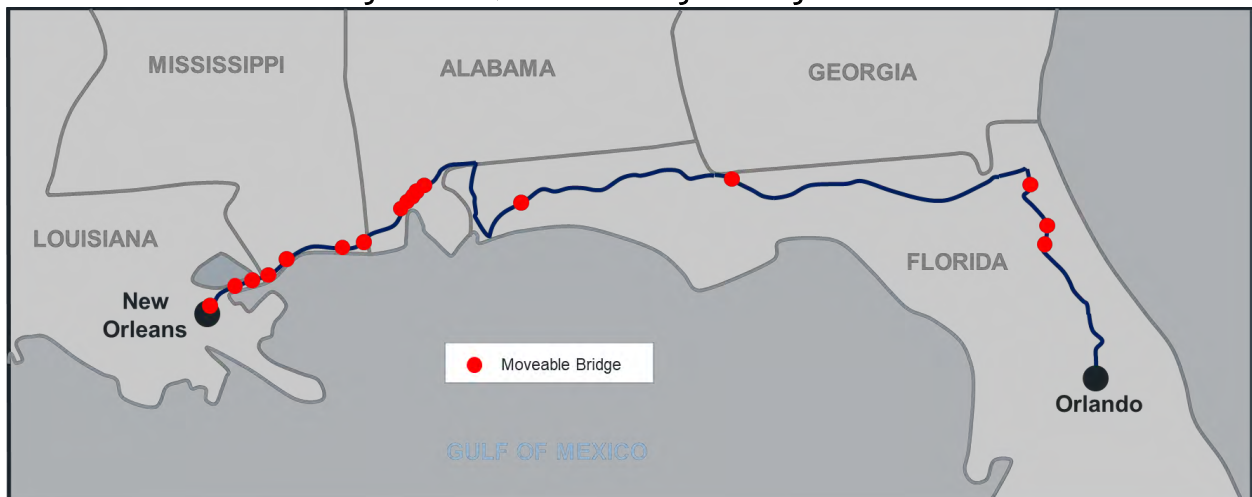 MISSISSIPPI
ALABAMA
GEORGIA
LOUISIANA
FLORIDA
New
Orleans
Moveable Bridge
Orlando
GULF OF MEXICO